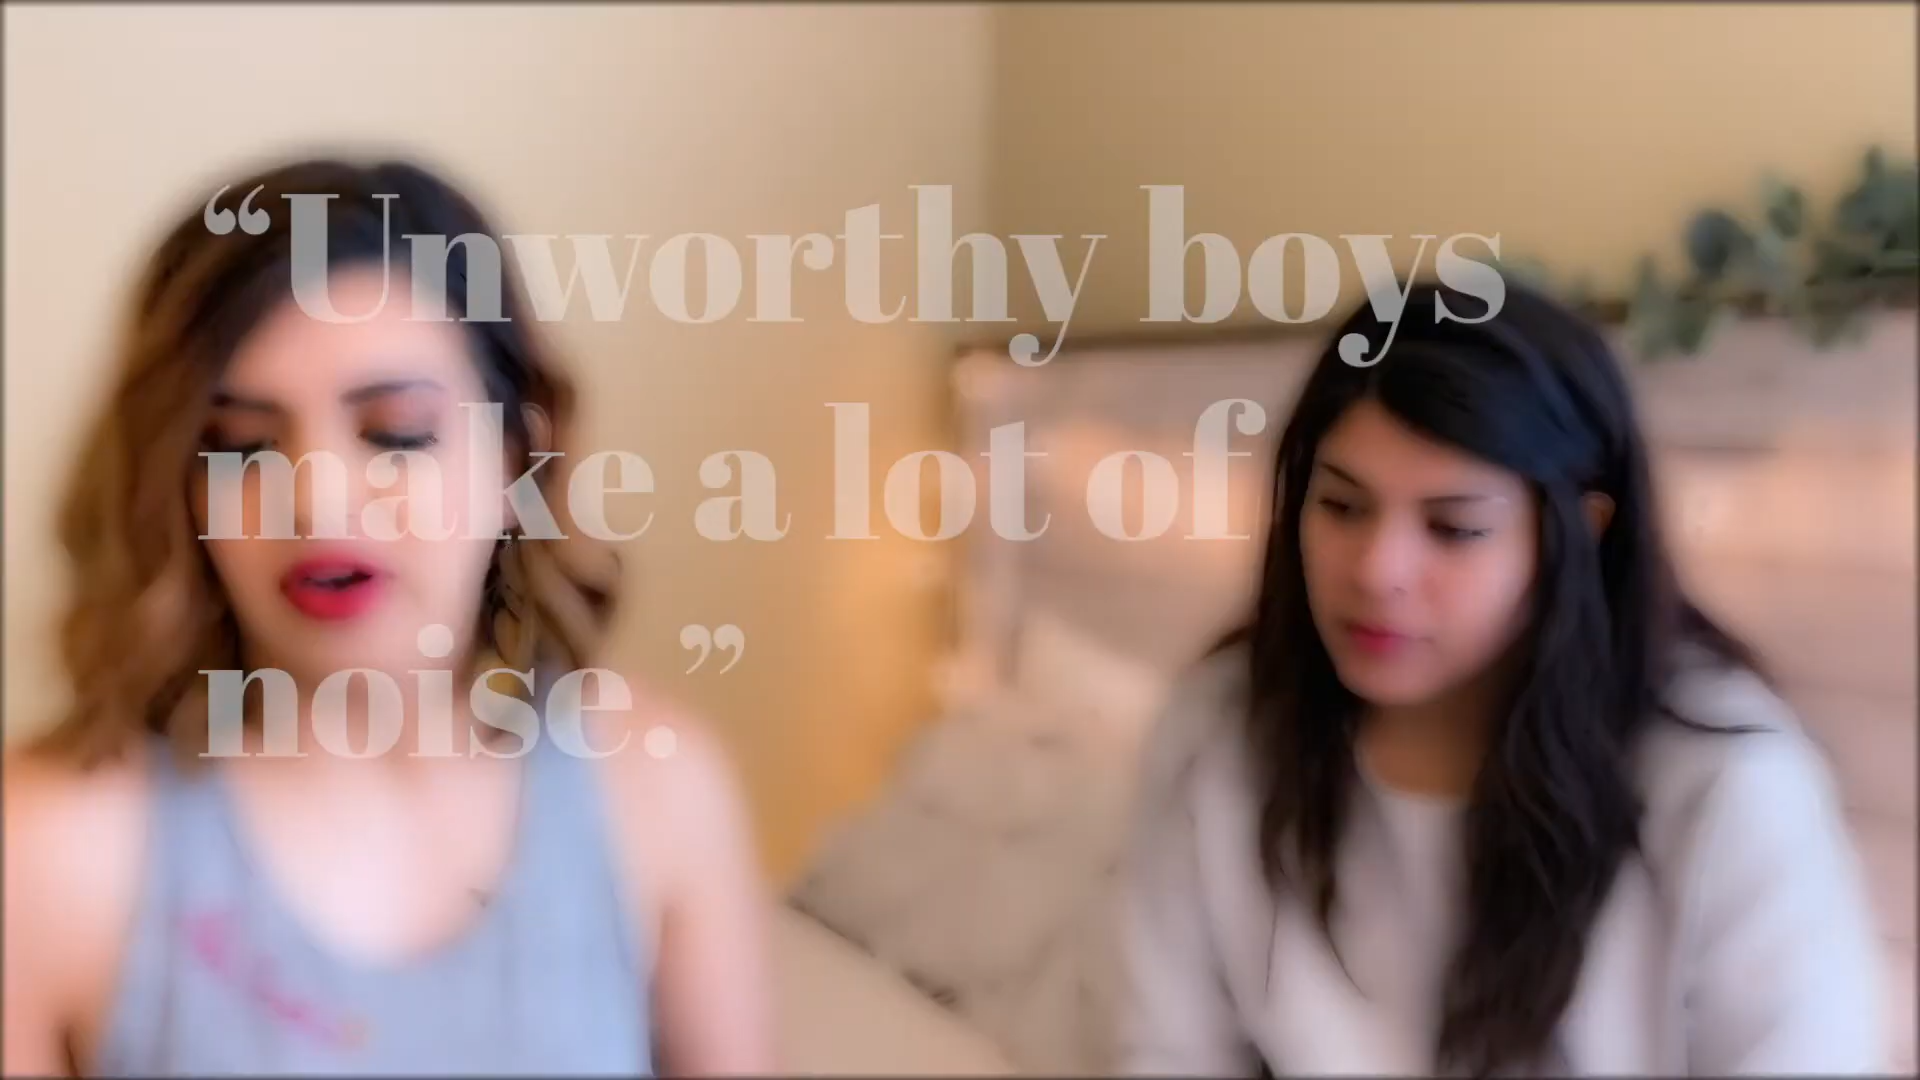 “Unworthy boys
make a lot of
noise.”